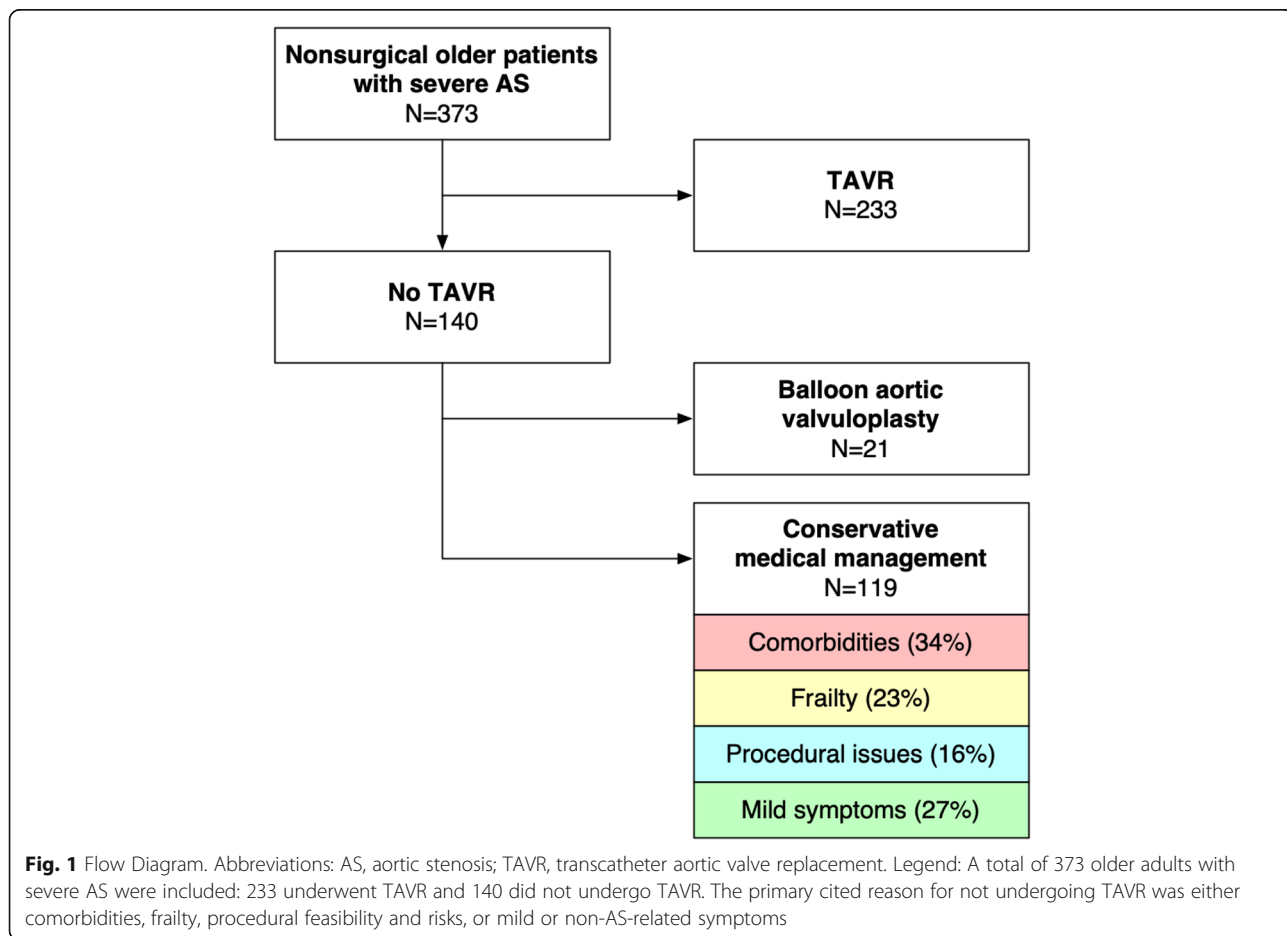 Nonsurgical older patients
with severe AS
N=373
TAVR
N=233
No TAVR
N=140
Balloon aortic
valvuloplasty
N=21
Conservative
medical management
N=119
Comorbidities (34%)
Frailty (23%)
Procedural issues (16%)
Mild symptoms (27%)
Fig. 1 Flow Diagram. Abbreviations: AS, aortic stenosis; TAVR, transcatheter aortic valve replacement. Legend: A total of 373 older adults with
severe AS were included: 233 underwent TAVR and 140 did not undergo TAVR. The primary cited reason for not undergoing TAVR was either
comorbidities, frailty, procedural feasibility and risks, or mild or non-AS-related symptoms